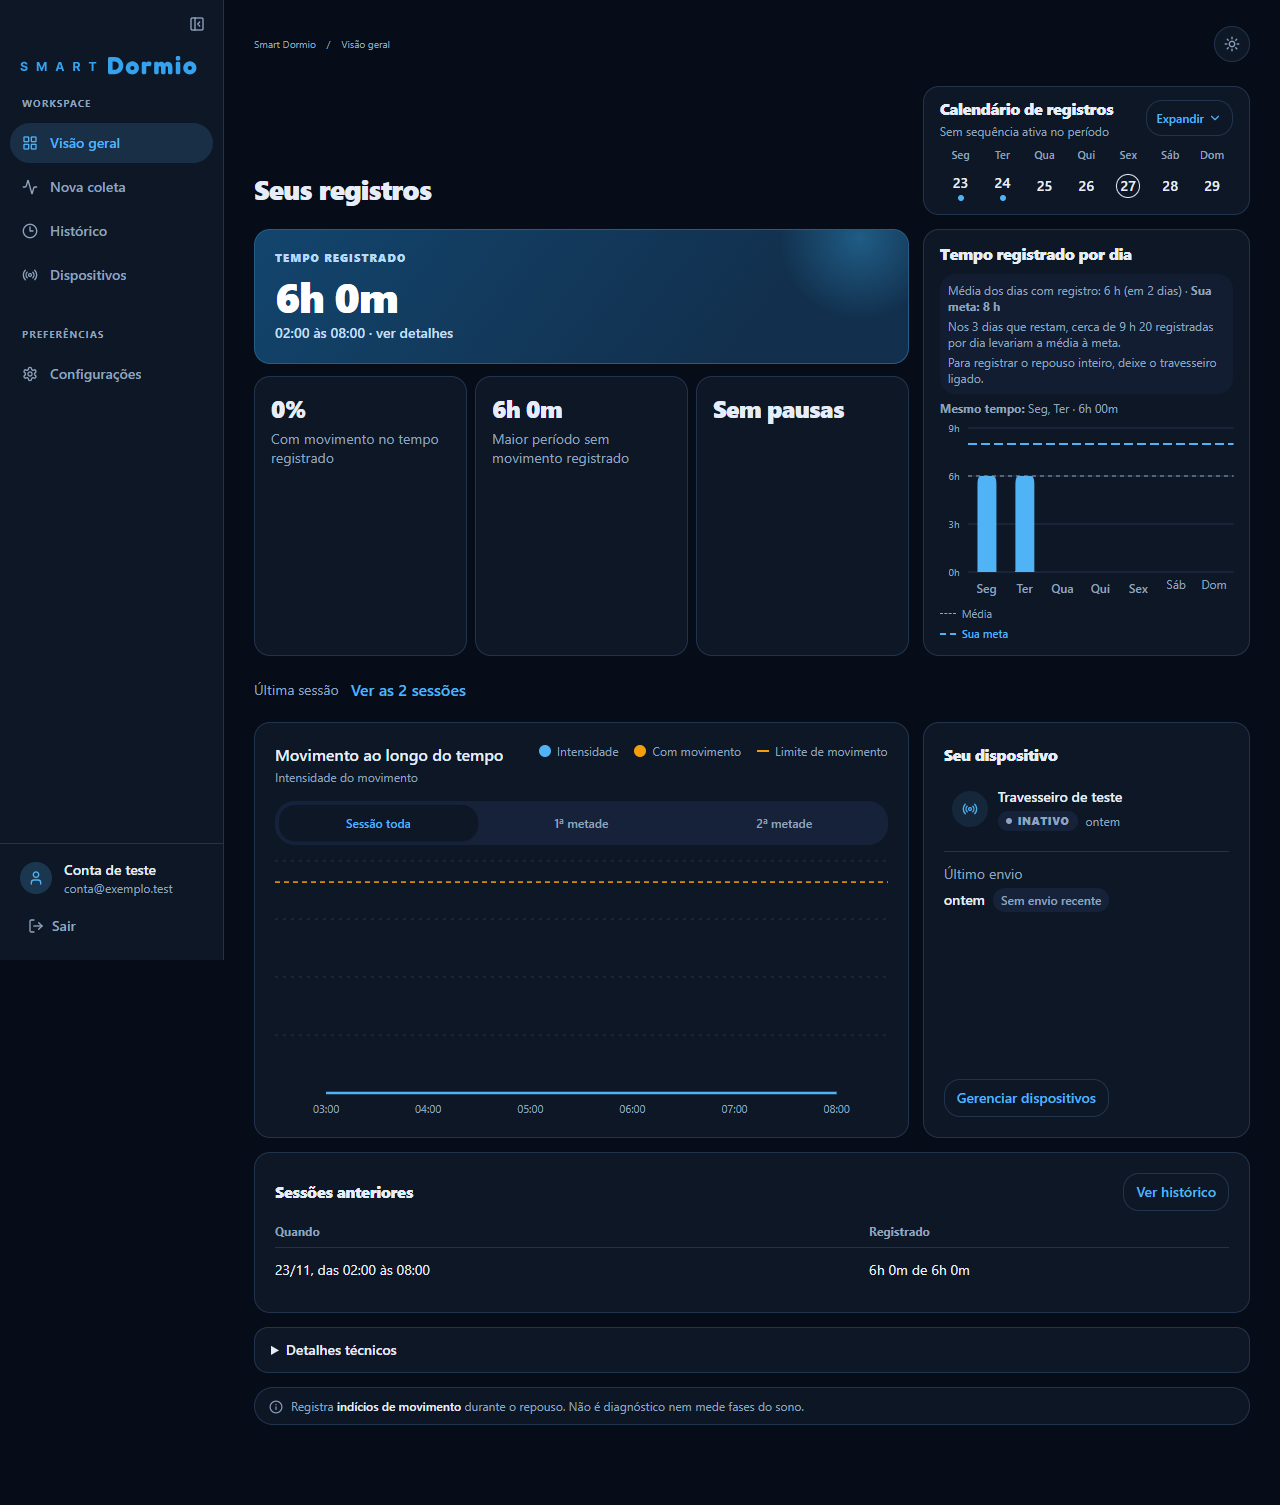 SMART Dormio
WORKSPACE
Visão geral
Nova coleta
Histórico
Dispositivos
PREFERÊNCIAS
Configurações
Conta de teste
conta@exemplo.test
Sair
Smart Dormio / Visão geral
Seus registros
Calendário de registros
Sem sequência ativa no período
Expandir
Seg Ter Qua Qui Sex Sáb Dom
23 24 25 26 27 28 29
TEMPO REGISTRADO
6h 0m
02:00 às 08:00 · ver detalhes
0%
Com movimento no tempo
registrado
6h 0m
Maior período sem
movimento registrado
Sem pausas
Tempo registrado por dia
Média dos dias com registro: 6 h (em 2 dias) · Sua
meta: 8 h
Nos 3 dias que restam, cerca de 9 h 20 registradas
por dia levariam a média à meta.
Para registrar o repouso inteiro, deixe o travesseiro
ligado.
Mesmo tempo: Seg, Ter · 6h 00m
9h
6h
3h
0h
Seg Ter Qua Qui Sex Sáb Dom
Média
Sua meta
Última sessão Ver as 2 sessões
Movimento ao longo do tempo
Intensidade do movimento
Intensidade Com movimento Limite de movimento
Sessão toda 1ª metade 2ª metade
03:00 04:00 05:00 06:00 07:00 08:00
Seu dispositivo
Travesseiro de teste
INATIVO ontem
Último envio
ontem Sem envio recente
Gerenciar dispositivos
Sessões anteriores
Ver histórico
Quando Registrado
23/11, das 02:00 às 08:00 6h 0m de 6h 0m
Detalhes técnicos
Registra indícios de movimento durante o repouso. Não é diagnóstico nem mede fases do sono.